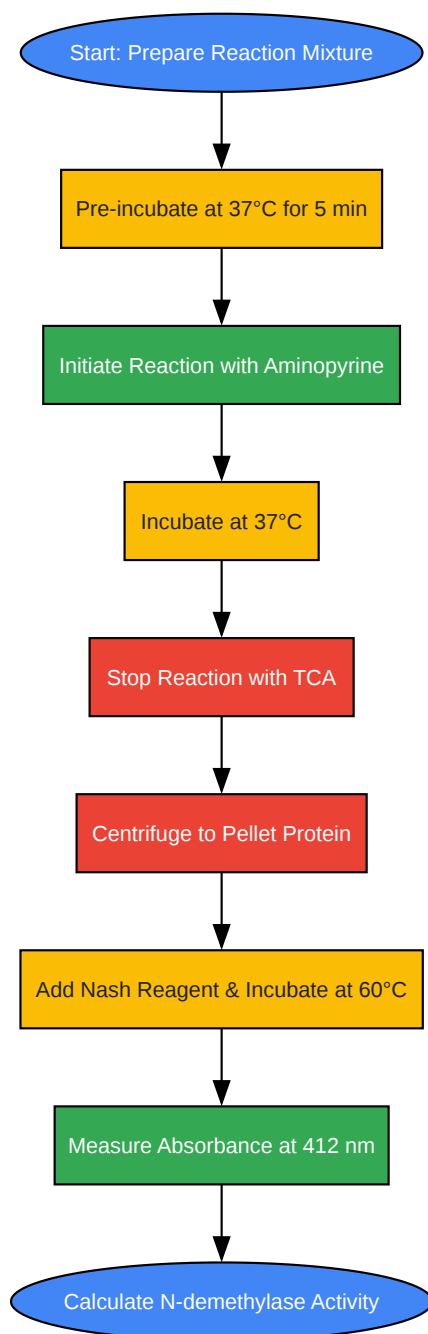 Start: Prepare Reaction Mixture
Pre-incubate at 37°C for 5 min
Initiate Reaction with Aminopyrine
Incubate at 37°C
Stop Reaction with TCA
Centrifuge to Pellet Protein
Add Nash Reagent & Incubate at 60°C
Measure Absorbance at 412 nm
Calculate N-demethylase Activity